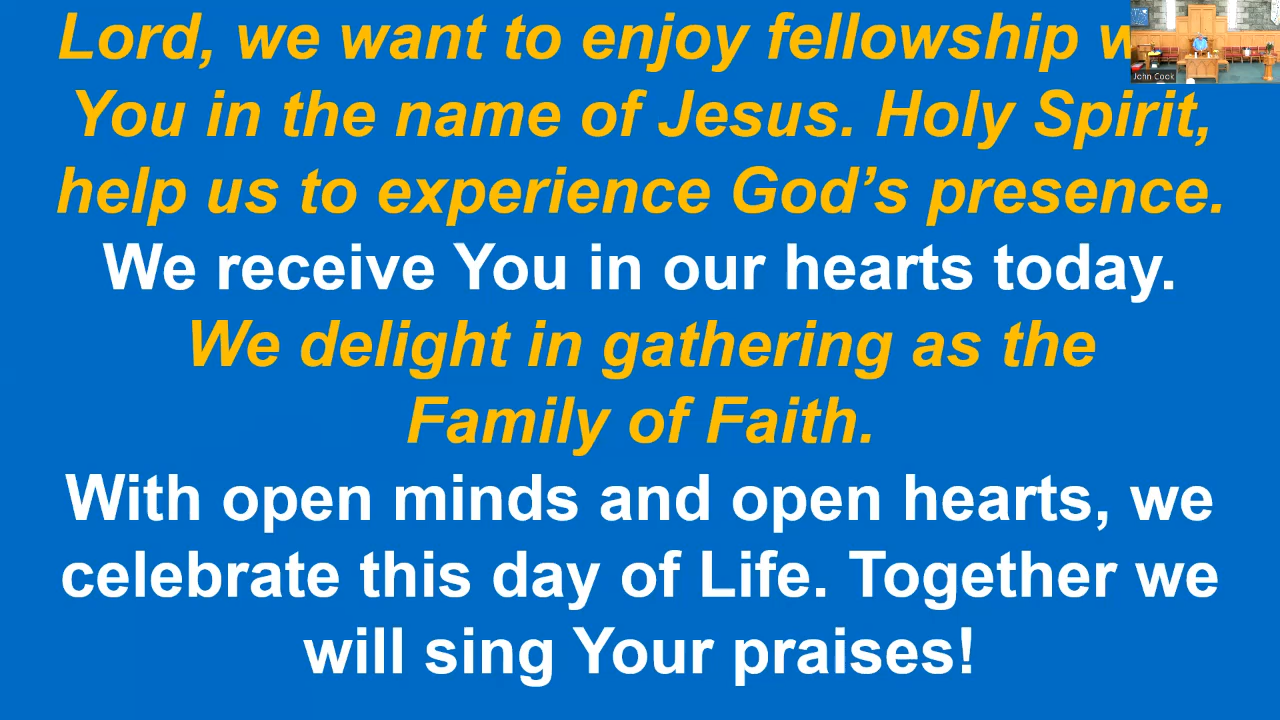 Lord, we want to enjoy fellowship
You in the name of Jesus. Holy Spirit,
help us to experience God’s presence.
We receive You in our hearts today.
We delight in gathering as the
Family of Faith.
With open minds and open hearts, we
celebrate this day of Life. Together we
will sing Your praises!
John Cook